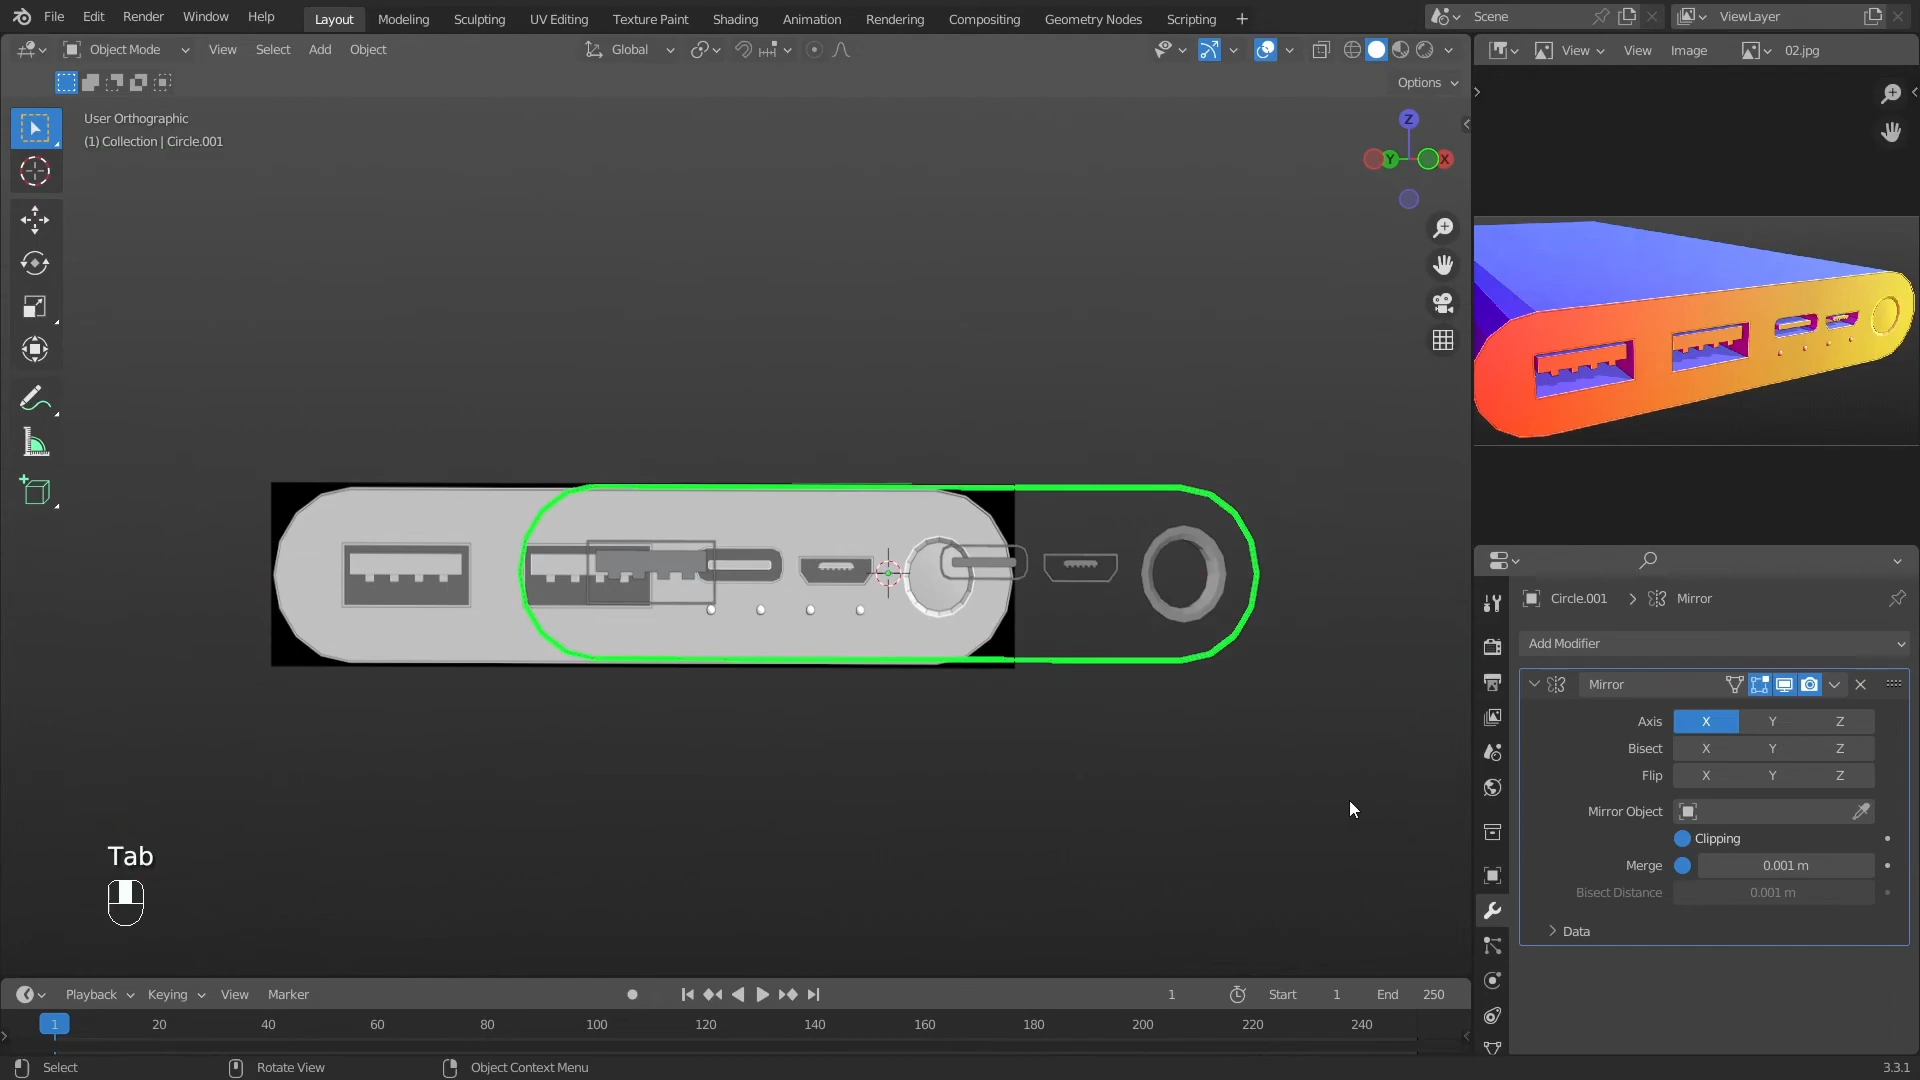 File Edit Render Window Help Layout Modeling Sculpting UV Editing Texture Paint Shading Animation Rendering Compositing Geometry Nodes Scripting + Scene ViewLayer
Object Mode View Select Add Object Global View View Image 02.jpg
Options
User Orthographic
(1) Collection | Circle.001
Z
Y X
Circle.001 > Mirror
Add Modifier
Mirror
Axis X Y Z
Bisect X Y Z
Flip X Y Z
Mirror Object
Clipping
Merge 0.001 m
Bisect Distance 0.001 m
Data
Tab
Playback Keying View Marker 1 Start 1 End 250
1 20 40 60 80 100 120 140 160 180 200 220 240
Select Rotate View Object Context Menu 3.3.1